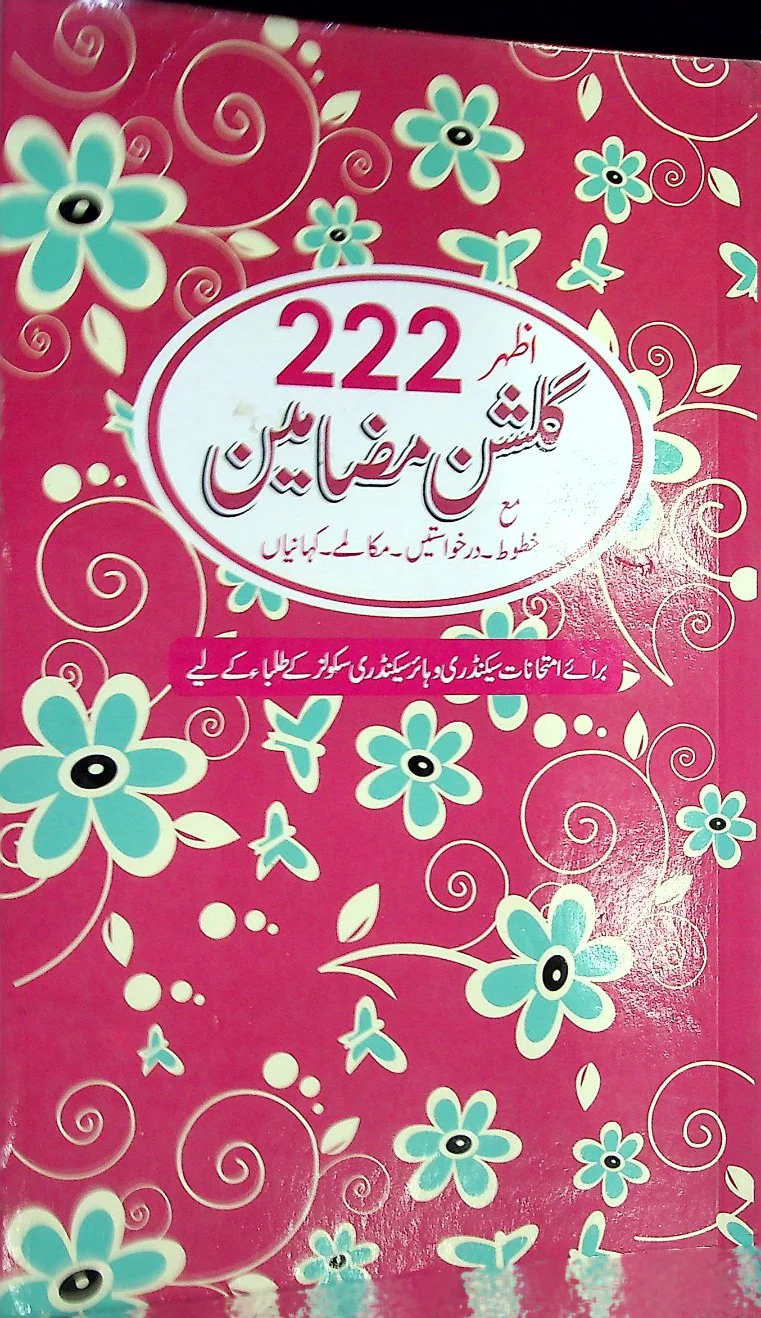 اظہر 222
گلشن مضامین
مع
خطوط۔ درخواستیں۔ مکالمے۔ کہانیاں
برائے امتحانات سیکنڈری و ہائر سیکنڈری سکولز کے طلباء کے لیے